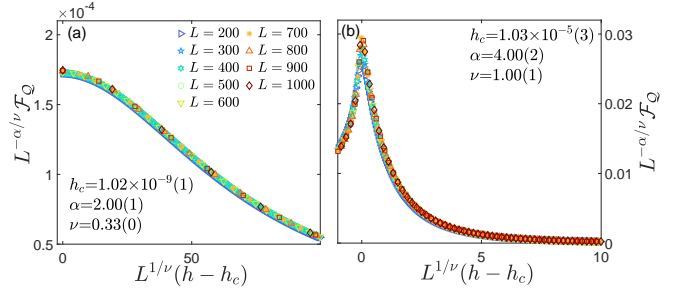 ×10⁻⁴
(a)
L = 200
L = 300
L = 400
L = 500
L = 600
L = 700
L = 800
L = 900
L = 1000
L^{-α/ν} F_Q
2
1.5
1
0.5
h_c=1.02×10⁻⁹(1)
α=2.00(1)
ν=0.33(0)
0
50
L^{1/ν}(h − h_c)
(b)
h_c=1.03×10⁻⁵(3)
α=4.00(2)
ν=1.00(1)
0.03
0.02
0.01
0
L^{-α/ν} F_Q
0
5
10
L^{1/ν}(h − h_c)